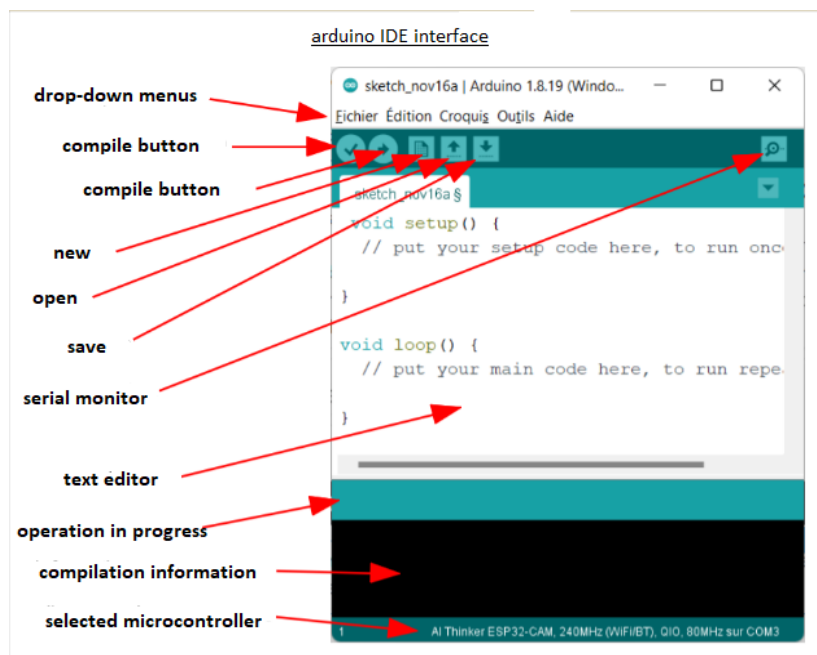 arduino IDE interface
sketch_nov16a | Arduino 1.8.19 (Windo...
drop-down menus
Fichier Édition Croquis Outils Aide
compile button
compile button
sketch_nov16a §
void setup() {
// put your setup code here, to run onc
new
open
}
save
void loop() {
// put your main code here, to run repe
serial monitor
}
text editor
operation in progress
compilation information
selected microcontroller
1
AI Thinker ESP32-CAM, 240MHz (WiFi/BT), QIO, 80MHz sur COM3